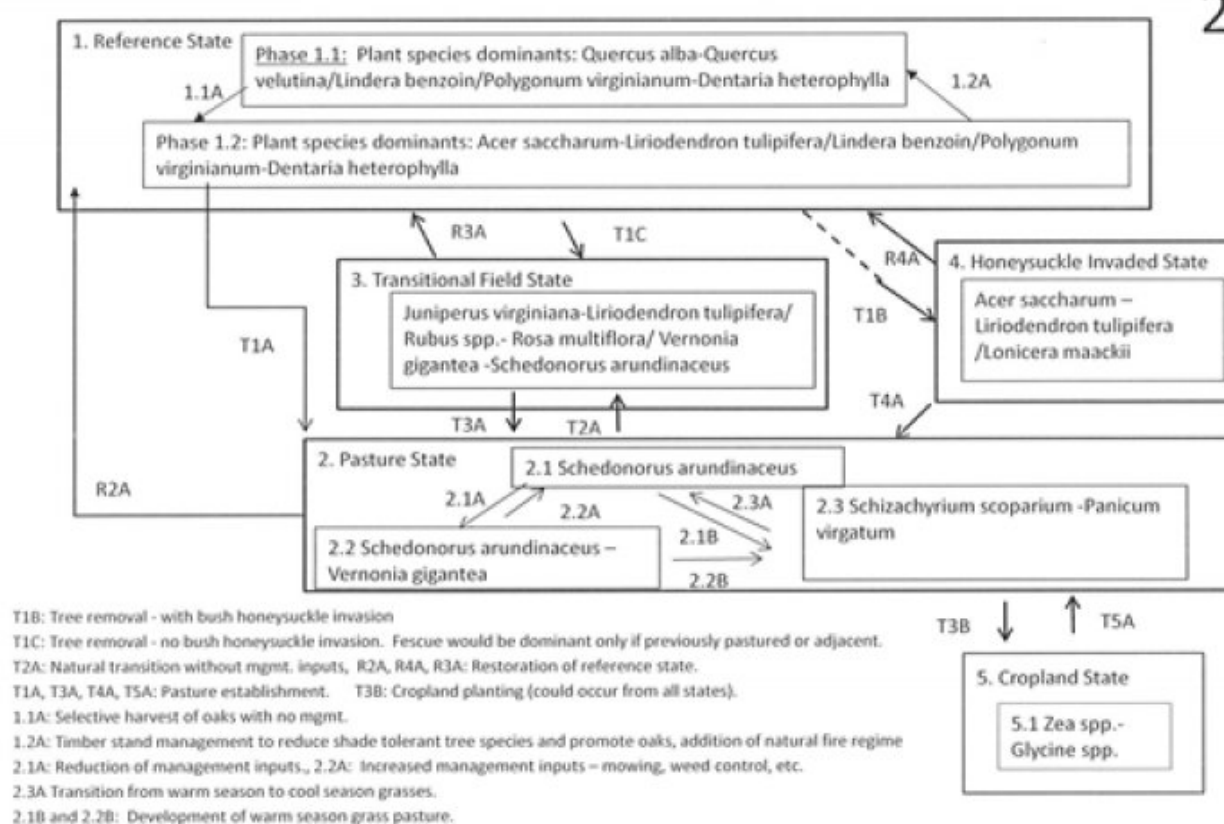 2
1. Reference State
Phase 1.1: Plant species dominants: Quercus alba-Quercus
velutina/Lindera benzoin/Polygonum virginianum-Dentaria heterophylla
1.1A
1.2A
Phase 1.2: Plant species dominants: Acer saccharum-Liriodendron tulipifera/Lindera benzoin/Polygonum
virginianum-Dentaria heterophylla
R3A
T1C
R4A
T1B
T1A
3. Transitional Field State
Juniperus virginiana-Liriodendron tulipifera/
Rubus spp.- Rosa multiflora/ Vernonia
gigantea -Schedonorus arundinaceus
4. Honeysuckle Invaded State
Acer saccharum –
Liriodendron tulipifera
/Lonicera maackii
T3A
T2A
T4A
R2A
2. Pasture State
2.1 Schedonorus arundinaceus
2.1A
2.2A
2.1B
2.3A
2.2 Schedonorus arundinaceus –
Vernonia gigantea
2.2B
2.3 Schizachyrium scoparium -Panicum
virgatum
T3B
T5A
5. Cropland State
5.1 Zea spp.-
Glycine spp.
T1B: Tree removal - with bush honeysuckle invasion
T1C: Tree removal - no bush honeysuckle invasion. Fescue would be dominant only if previously pastured or adjacent.
T2A: Natural transition without mgmt. inputs, R2A, R4A, R3A: Restoration of reference state.
T1A, T3A, T4A, T5A: Pasture establishment. T3B: Cropland planting (could occur from all states).
1.1A: Selective harvest of oaks with no mgmt.
1.2A: Timber stand management to reduce shade tolerant tree species and promote oaks, addition of natural fire regime
2.1A: Reduction of management inputs., 2.2A: Increased management inputs – mowing, weed control, etc.
2.3A Transition from warm season to cool season grasses.
2.1B and 2.2B: Development of warm season grass pasture.